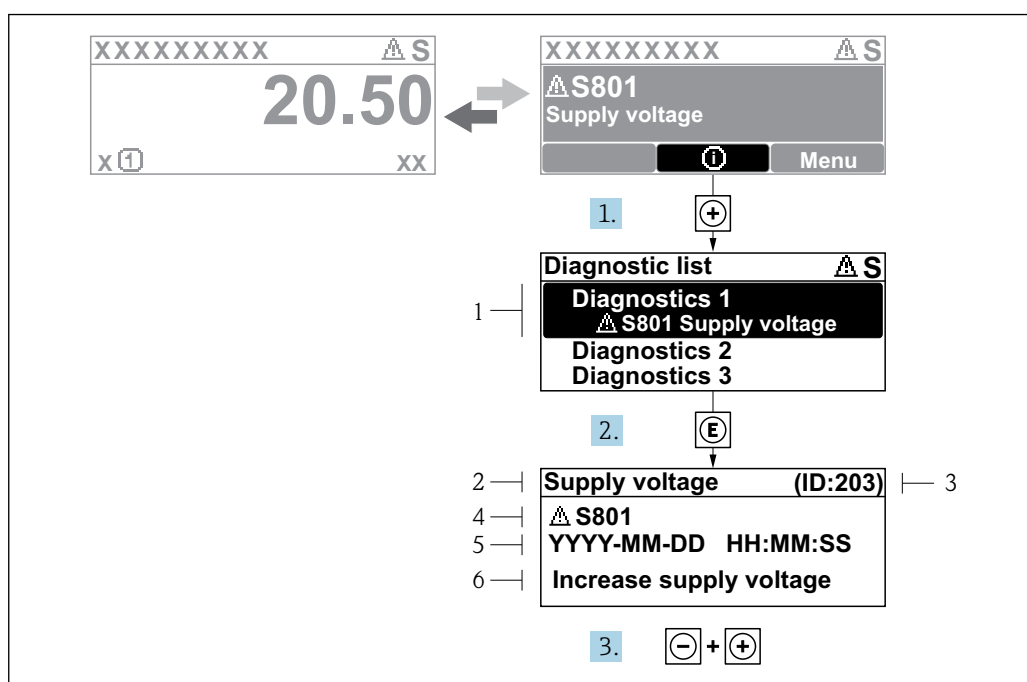 XXXXXXXXX ⚠ S
20.50
x ① xx
XXXXXXXXX ⚠ S
⚠ S801
Supply voltage
ⓘ Menu
1. +
Diagnostic list ⚠ S
1
Diagnostics 1
⚠ S801 Supply voltage
Diagnostics 2
Diagnostics 3
2. E
2 Supply voltage (ID:203) 3
4 ⚠ S801
5 YYYY-MM-DD HH:MM:SS
6 Increase supply voltage
3. − + +